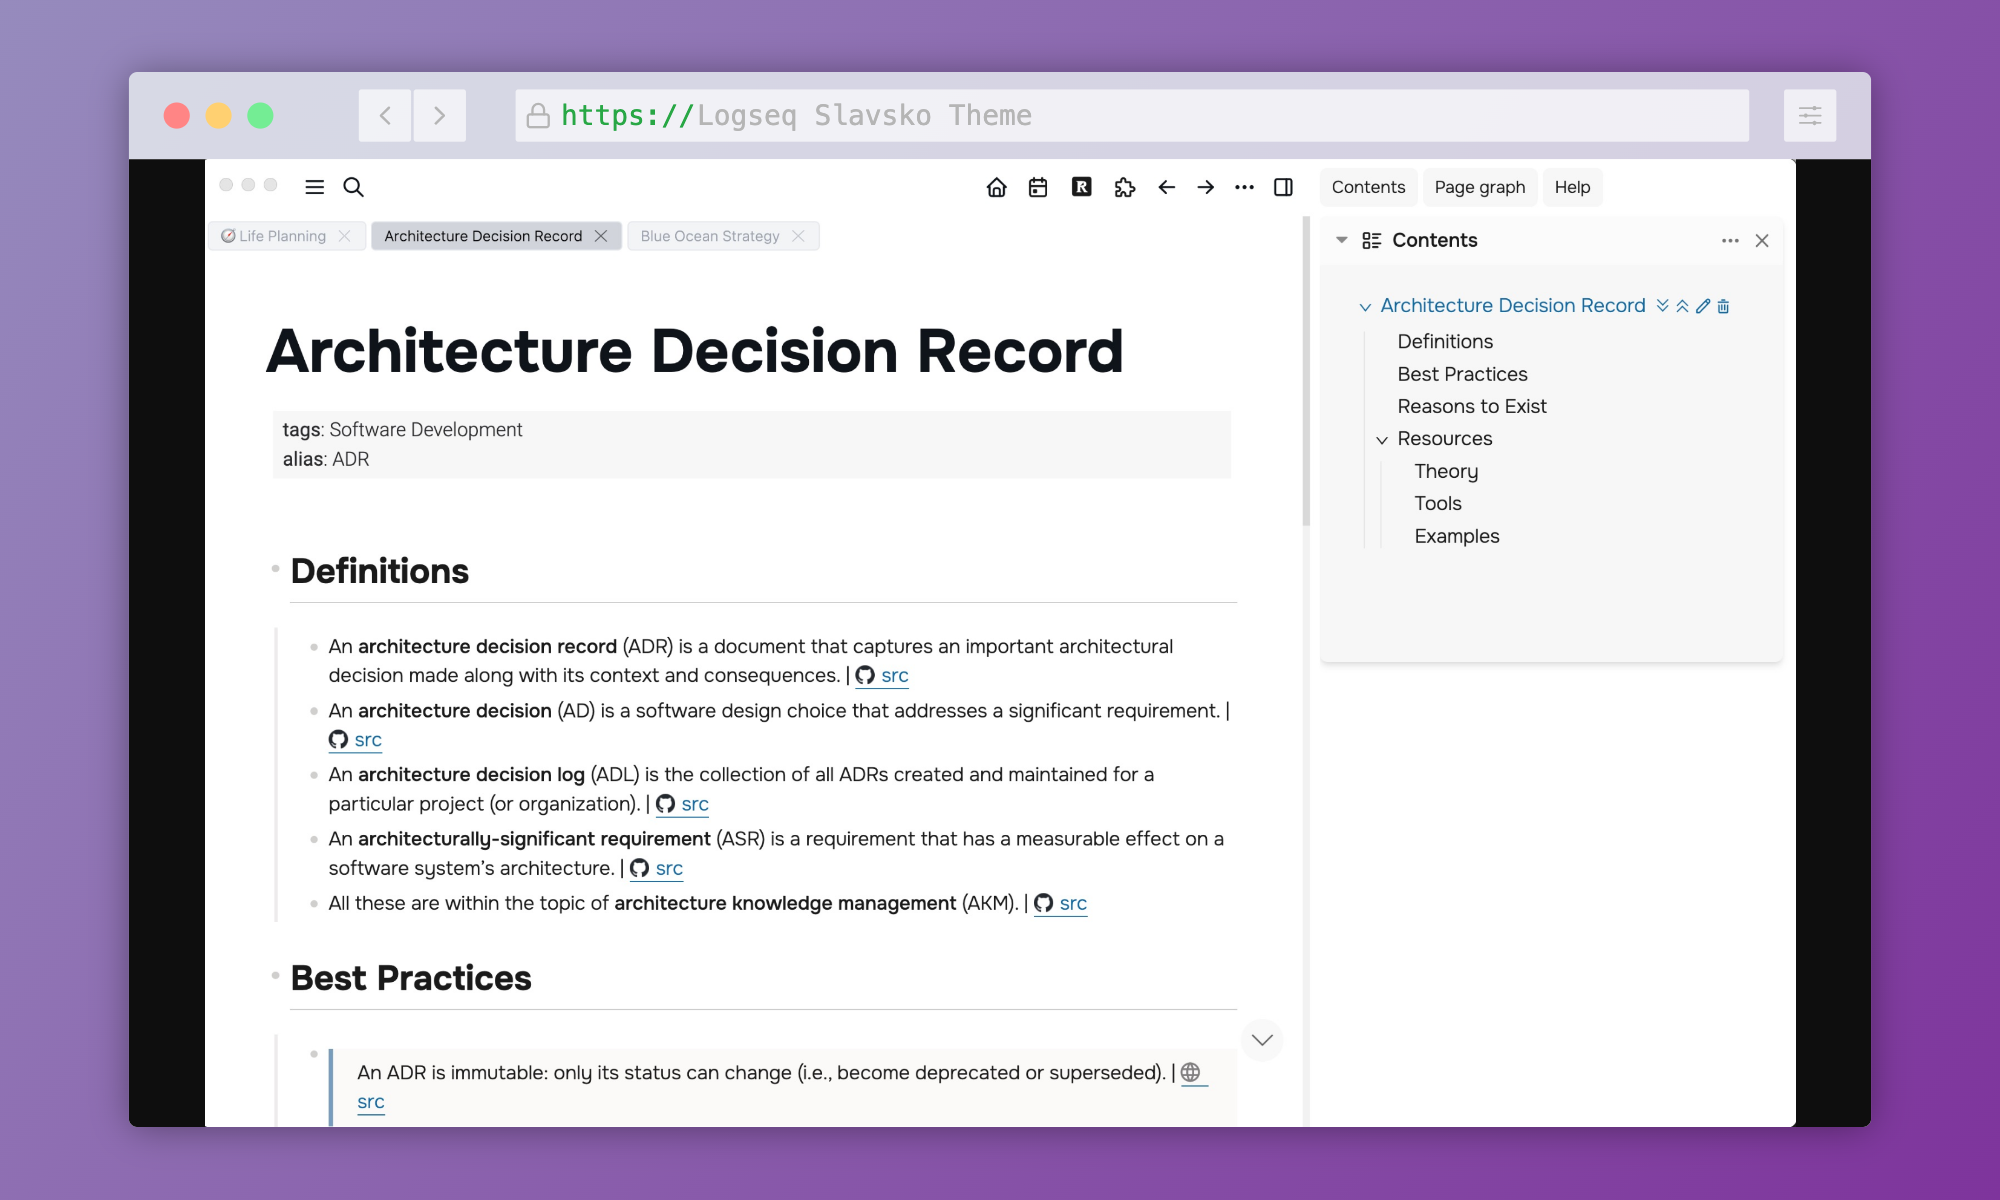 https://Logseq Slavsko Theme
R
Contents
Page graph
Help
Life Planning
Architecture Decision Record
Blue Ocean Strategy
Architecture Decision Record
tags: Software Development
alias: ADR
Definitions
An architecture decision record (ADR) is a document that captures an important architectural
decision made along with its context and consequences. | src
An architecture decision (AD) is a software design choice that addresses a significant requirement. |
src
An architecture decision log (ADL) is the collection of all ADRs created and maintained for a
particular project (or organization). | src
An architecturally-significant requirement (ASR) is a requirement that has a measurable effect on a
software system’s architecture. | src
All these are within the topic of architecture knowledge management (AKM). | src
Best Practices
An ADR is immutable: only its status can change (i.e., become deprecated or superseded). |
src
Contents
Architecture Decision Record
Definitions
Best Practices
Reasons to Exist
Resources
Theory
Tools
Examples